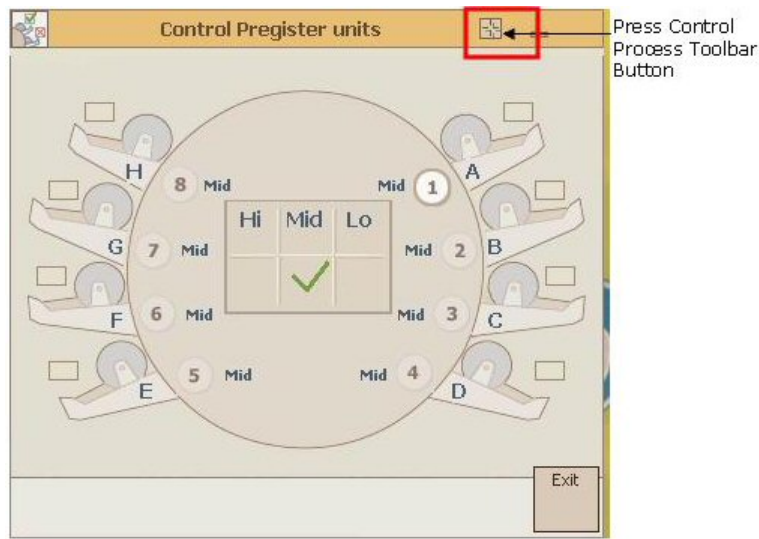 Control Pregister units
Press Control
Process Toolbar
Button
H
A
8 Mid
Mid 1
Hi Mid Lo
G
7 Mid
Mid 2
B
F
6 Mid
Mid 3
C
E
5 Mid
Mid 4
D
Exit